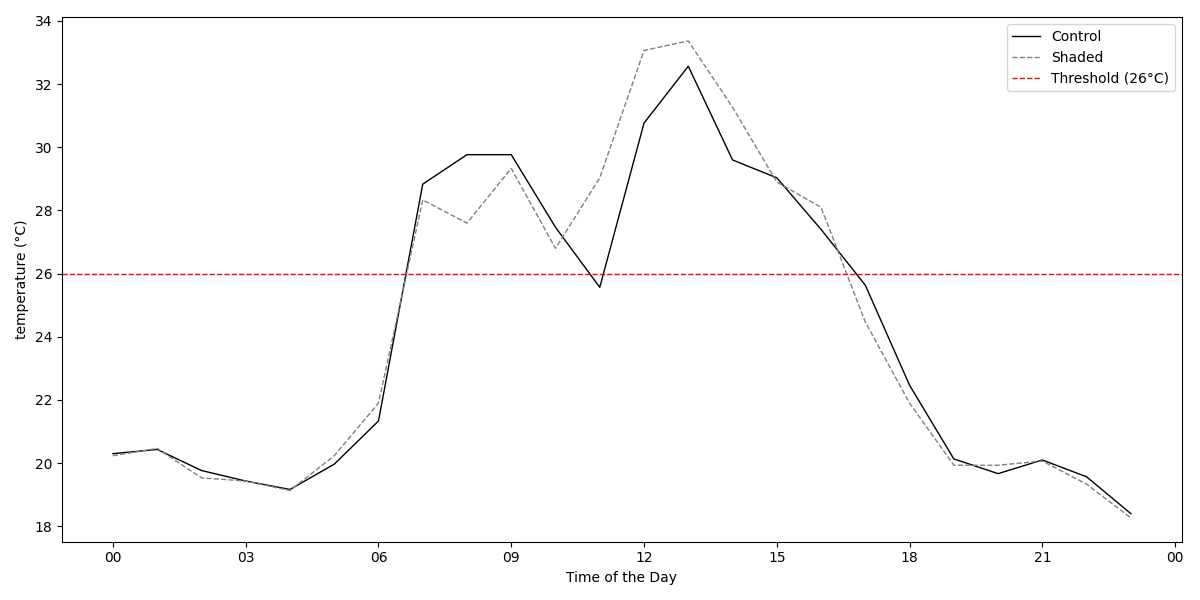 34
32
30
28
26
24
22
20
18
temperature (°C)
Control
Shaded
Threshold (26°C)
00 03 06 09 12 15 18 21 00
Time of the Day